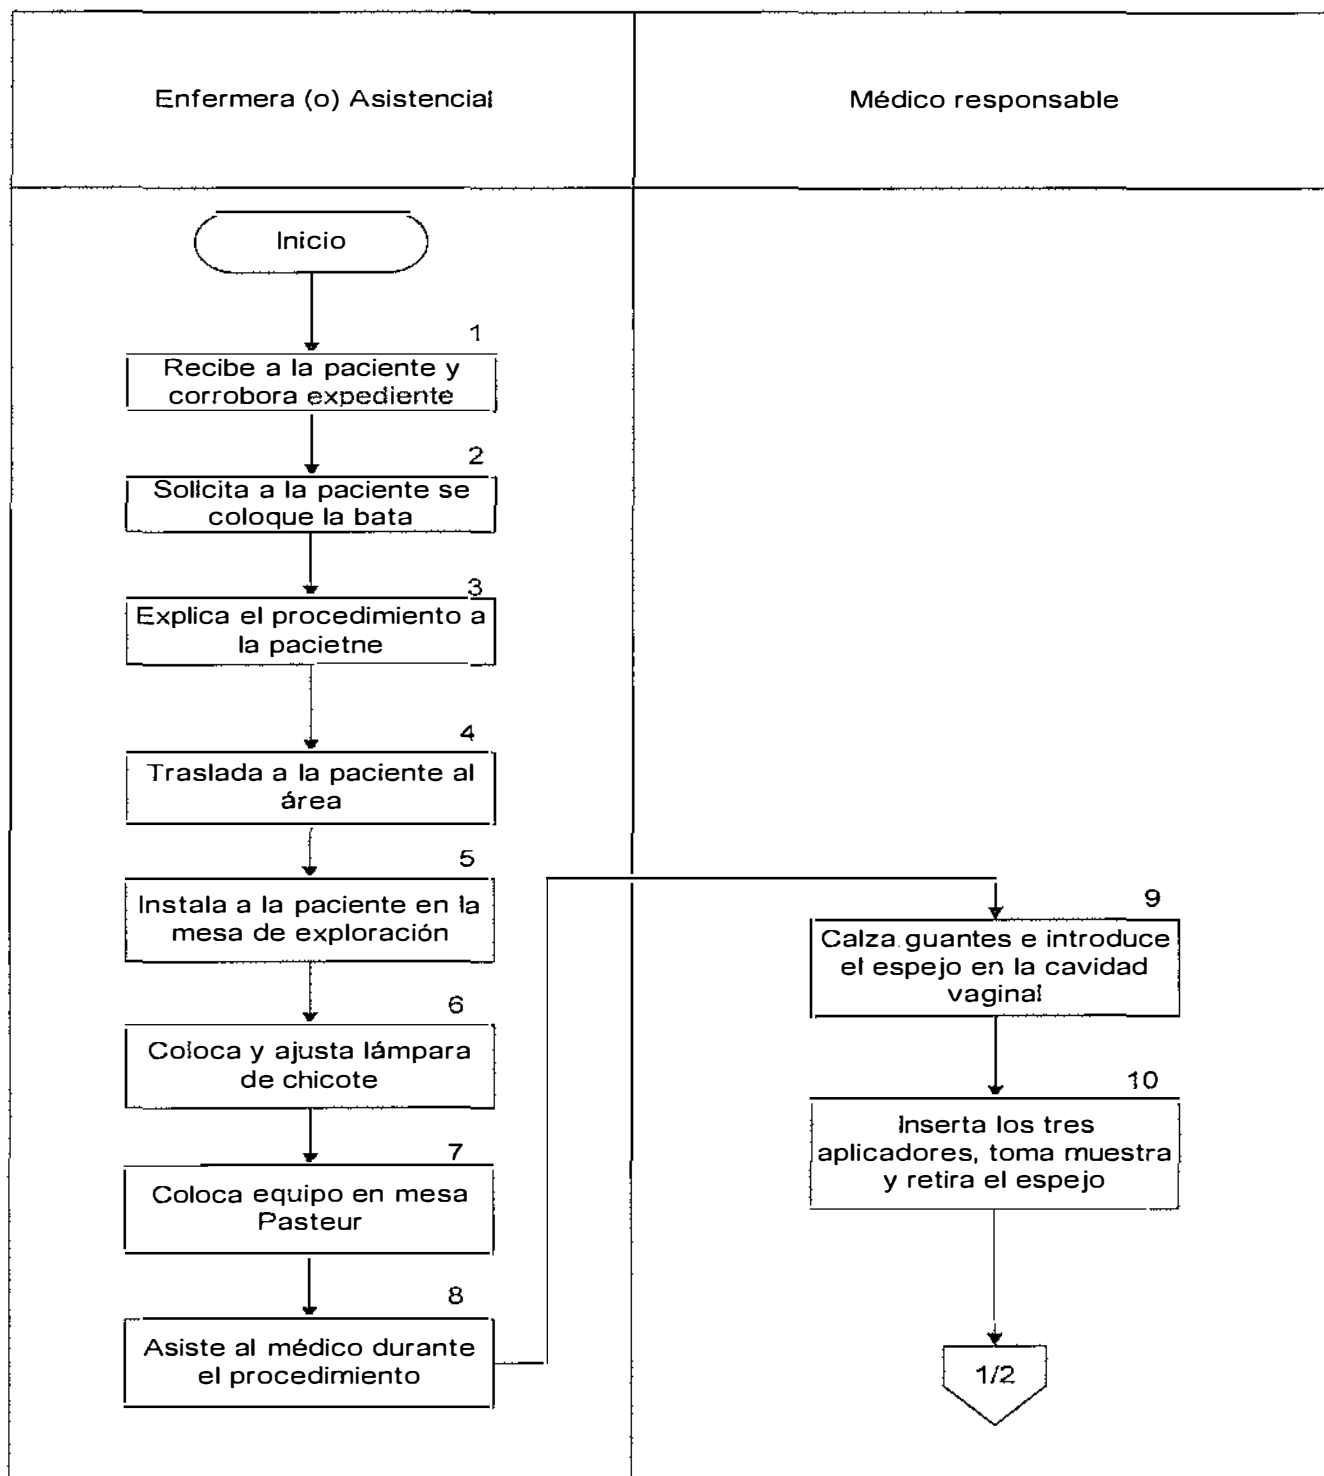 Enfermera (o) Asistencial
Médico responsable
Inicio
1
Recibe a la paciente y
corrobora expediente
2
Solicita a la paciente se
coloque la bata
3
Explica el procedimiento a
la pacietne
4
Traslada a la paciente al
área
5
Instala a la paciente en la
mesa de exploración
6
Coloca y ajusta lámpara
de chicote
7
Coloca equipo en mesa
Pasteur
8
Asiste al médico durante
el procedimiento
9
Calza guantes e introduce
el espejo en la cavidad
vaginal
10
Inserta los tres
aplicadores, toma muestra
y retira el espejo
1/2